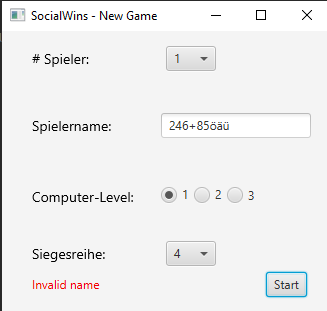 SocialWins - New Game
# Spieler: 1
Spielername: 246+85öäü
Computer-Level: 1 2 3
Siegesreihe: 4
Invalid name Start